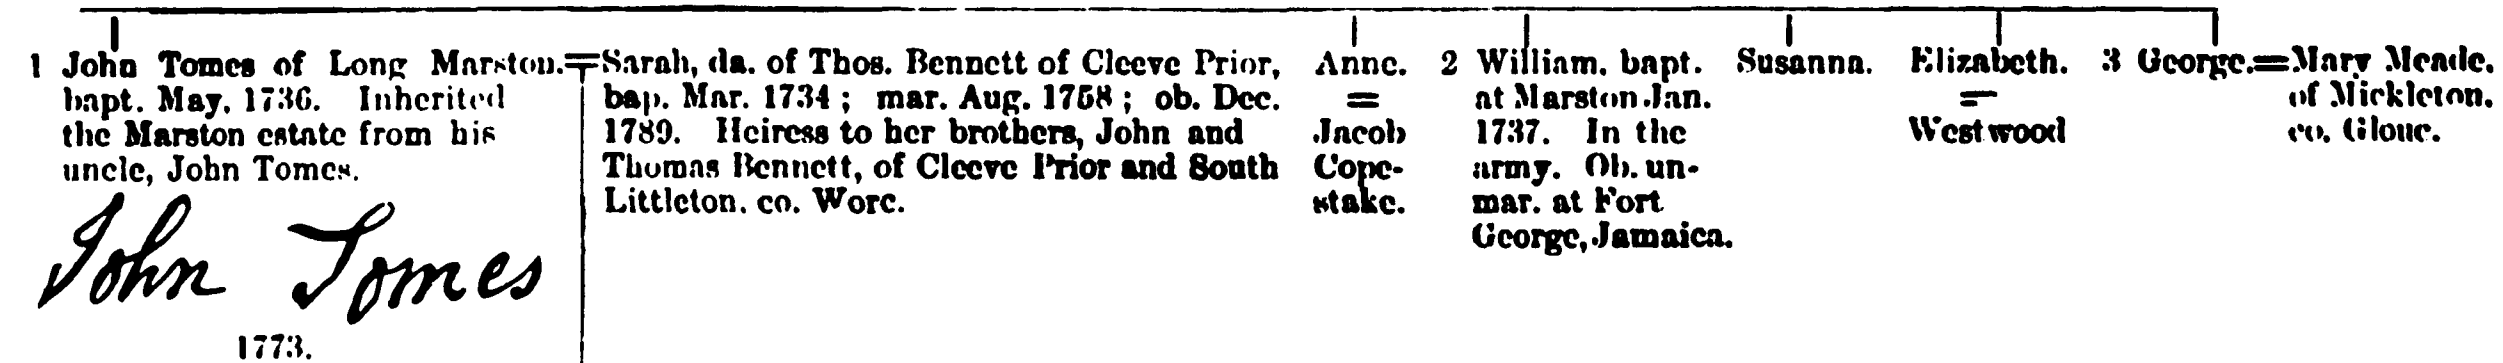 1 John Tomes of Long Marston.
bapt. May, 1736. Inherited
the Marston estate from his
uncle, John Tomes.
John Tomes
1773.
=Sarah, da. of Thos. Bennett of Cleeve Prior,
bap. Mar. 1734; mar. Aug. 1758; ob. Dec.
1789. Heiress to her brothers, John and
Thomas Bennett, of Cleeve Prior and South
Littleton, co. Worc.
Anne.
=
Jacob
Cope-
stake.
2 William, bapt.
at Marston Jan.
1737. In the
army. Ob. un-
mar. at Fort
George, Jamaica.
Susanna.
Elizabeth.
=
Westwood
3 George.=Mary Meade,
of Mickleton,
co. Glouc.